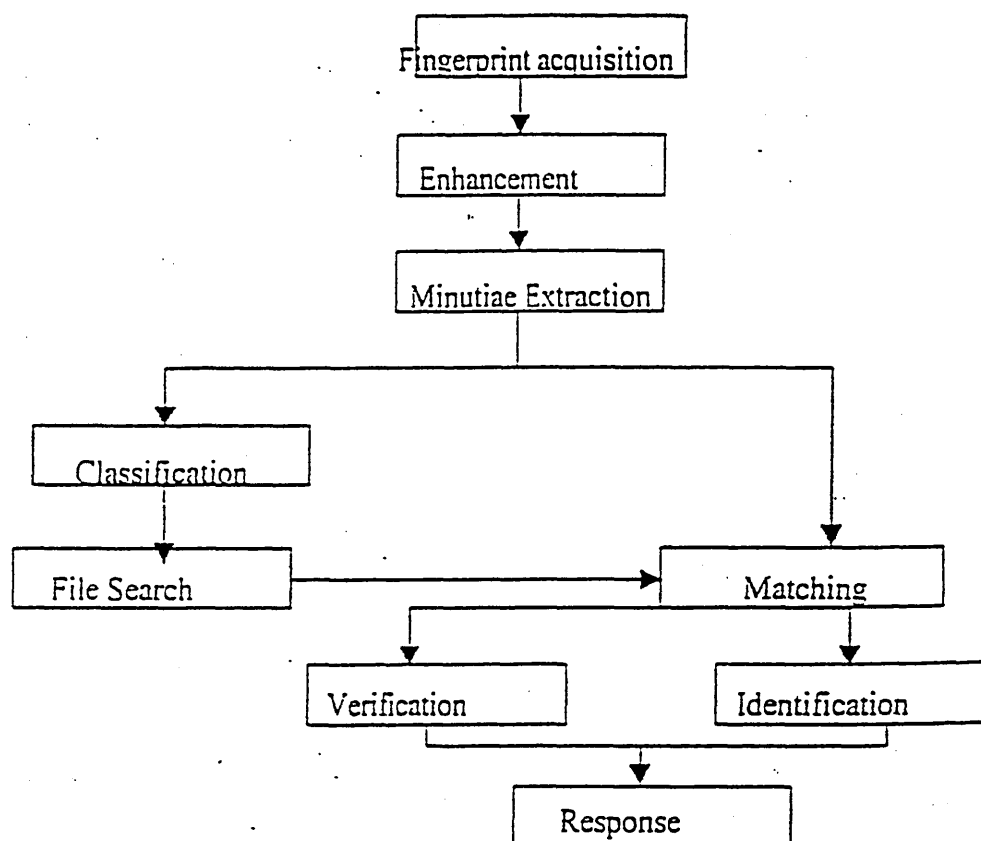 Fingerprint acquisition
Enhancement
Minutiae Extraction
Classification
File Search
Matching
Verification
Identification
Response